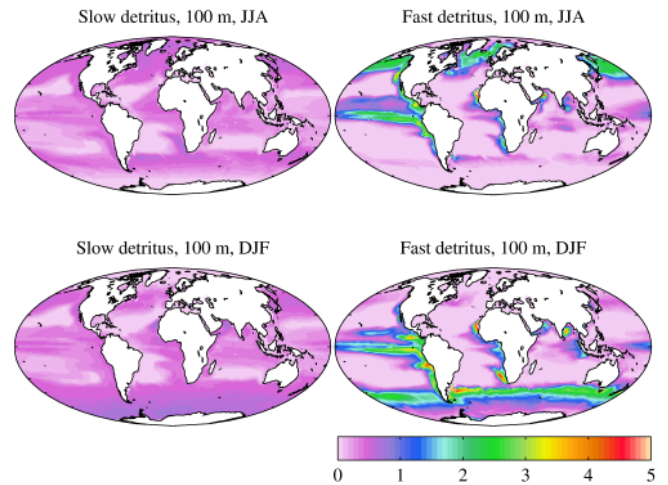 Slow detritus, 100 m, JJA
Fast detritus, 100 m, JJA
Slow detritus, 100 m, DJF
Fast detritus, 100 m, DJF
0 1 2 3 4 5